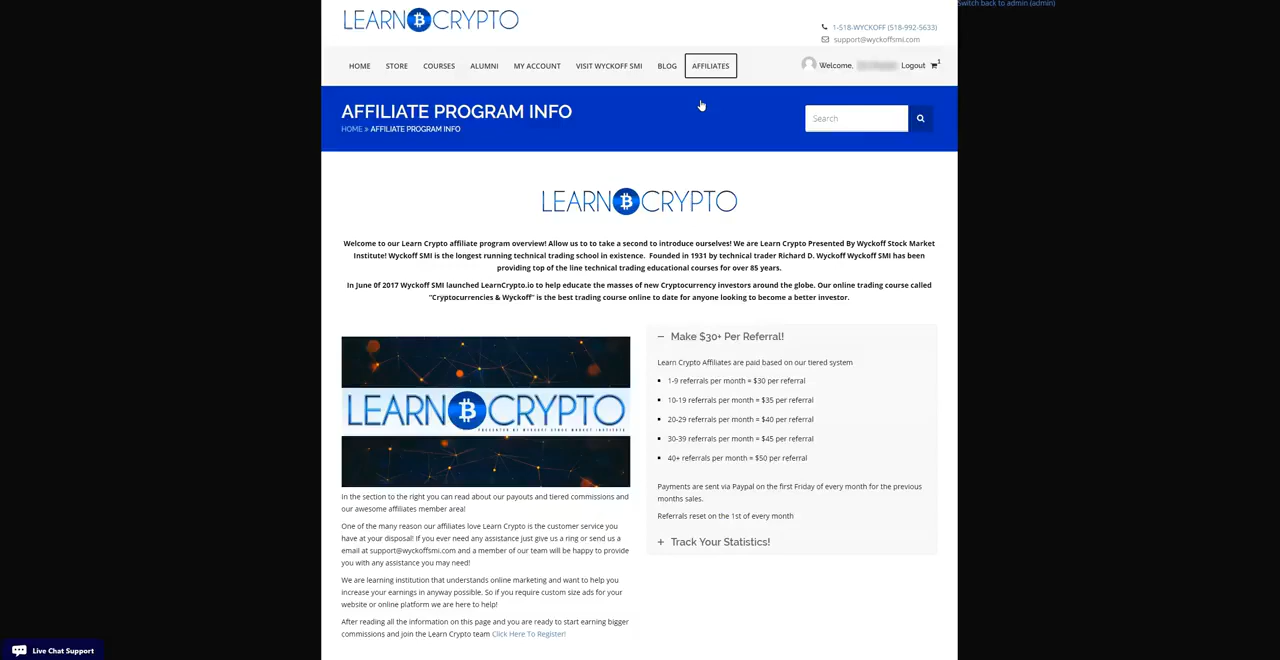 Switch back to admin (admin)
LEARN CRYPTO
1-518-WYCKOFF (518-992-5633)
support@wyckoffsmi.com
HOME STORE COURSES ALUMNI MY ACCOUNT VISIT WYCKOFF SMI BLOG AFFILIATES
Welcome, Logout 1
AFFILIATE PROGRAM INFO
HOME » AFFILIATE PROGRAM INFO
Search
LEARN CRYPTO
Welcome to our Learn Crypto affiliate program overview! Allow us to to take a second to introduce ourselves! We are Learn Crypto Presented By Wyckoff Stock Market
Institute! Wyckoff SMI is the longest running technical trading school in existence. Founded in 1931 by technical trader Richard D. Wyckoff Wyckoff SMI has been
providing top of the line technical trading educational courses for over 85 years.
In June 0f 2017 Wyckoff SMI launched LearnCrypto.io to help educate the masses of new Cryptocurrency investors around the globe. Our online trading course called
"Cryptocurrencies & Wyckoff" is the best trading course online to date for anyone looking to become a better investor.
LEARN CRYPTO
PRESENTED BY WYCKOFF STOCK MARKET INSTITUTE
In the section to the right you can read about our payouts and tiered commissions and
our awesome affiliates member area!
One of the many reason our affiliates love Learn Crypto is the customer service you
have at your disposal! If you ever need any assistance just give us a ring or send us a
email at support@wyckoffsmi.com and a member of our team will be happy to provide
you with any assistance you may need!
We are learning institution that understands online marketing and want to help you
increase your earnings in anyway possible. So if you require custom size ads for your
website or online platform we are here to help!
After reading all the information on this page and you are ready to start earning bigger
commissions and join the Learn Crypto team Click Here To Register!
− Make $30+ Per Referral!
Learn Crypto Affiliates are paid based on our tiered system
▪ 1-9 referrals per month = $30 per referral
▪ 10-19 referrals per month = $35 per referral
▪ 20-29 referrals per month = $40 per referral
▪ 30-39 referrals per month = $45 per referral
▪ 40+ referrals per month = $50 per referral
Payments are sent via Paypal on the first Friday of every month for the previous
months sales.
Referrals reset on the 1st of every month
+ Track Your Statistics!
Live Chat Support